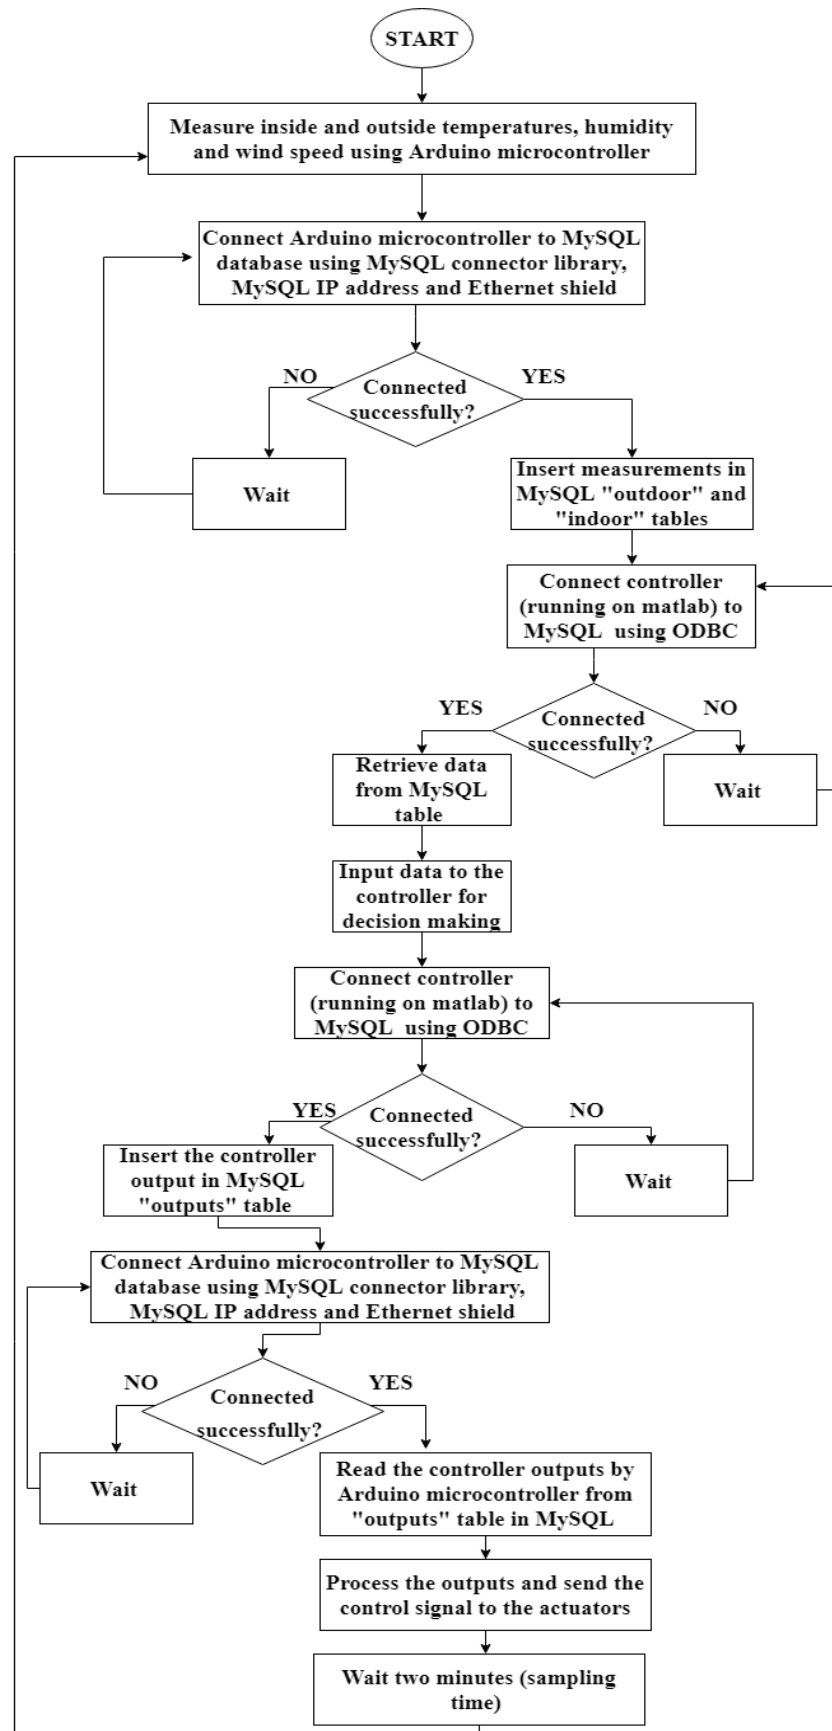 START
Measure inside and outside temperatures, humidity
and wind speed using Arduino microcontroller
Connect Arduino microcontroller to MySQL
database using MySQL connector library,
MySQL IP address and Ethernet shield
NO
YES
Connected
successfully?
Wait
Insert measurements in
MySQL "outdoor" and
"indoor" tables
Connect controller
(running on matlab) to
MySQL using ODBC
YES
NO
Connected
successfully?
Retrieve data
from MySQL
table
Wait
Input data to the
controller for
decision making
Connect controller
(running on matlab) to
MySQL using ODBC
YES
NO
Connected
successfully?
Insert the controller
output in MySQL
"outputs" table
Wait
Connect Arduino microcontroller to MySQL
database using MySQL connector library,
MySQL IP address and Ethernet shield
NO
YES
Connected
successfully?
Wait
Read the controller outputs by
Arduino microcontroller from
"outputs" table in MySQL
Process the outputs and send the
control signal to the actuators
Wait two minutes (sampling
time)